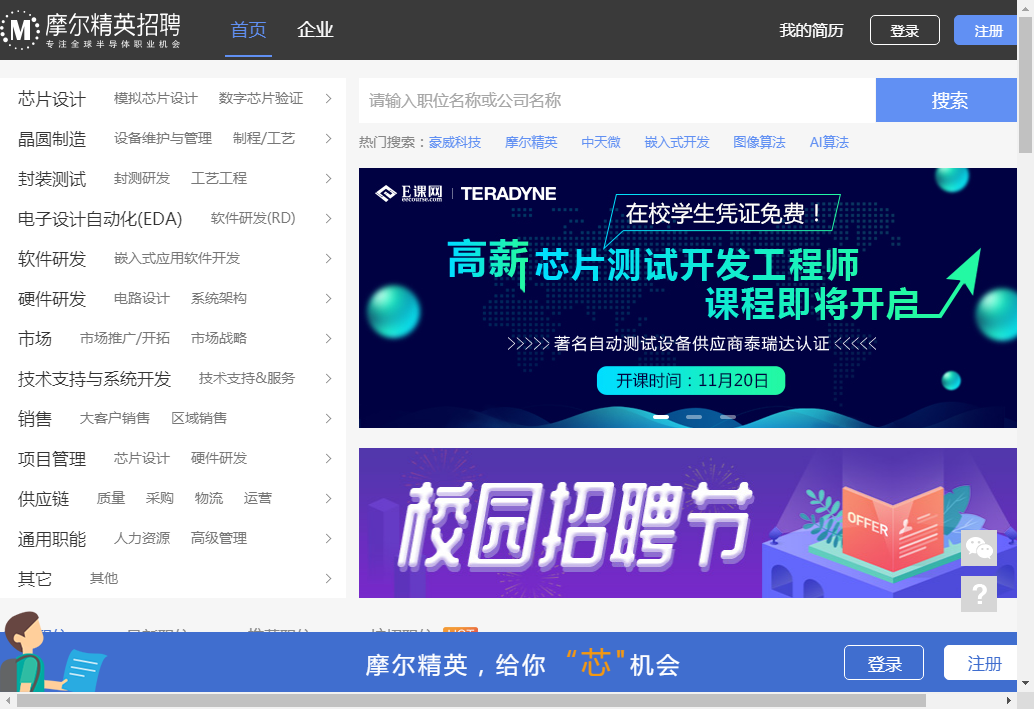 摩尔精英招聘
专注全球半导体职业机会
首页 企业 我的简历 登录 注册
芯片设计 模拟芯片设计 数字芯片验证
晶圆制造 设备维护与管理 制程/工艺
封装测试 封测研发 工艺工程
电子设计自动化(EDA) 软件研发(RD)
软件研发 嵌入式应用软件开发
硬件研发 电路设计 系统架构
市场 市场推广/开拓 市场战略
技术支持与系统开发 技术支持&服务
销售 大客户销售 区域销售
项目管理 芯片设计 硬件研发
供应链 质量 采购 物流 运营
通用职能 人力资源 高级管理
其它 其他
请输入职位名称或公司名称 搜索
热门搜索：豪威科技 摩尔精英 中天微 嵌入式开发 图像算法 AI算法
E课网 eecourse.com TERADYNE
在校学生凭证免费！
高薪芯片测试开发工程师
课程即将开启
>>>>> 著名自动测试设备供应商泰瑞达认证 <<<<<
开课时间：11月20日
校园招聘节
OFFER
?
摩尔精英，给你“芯"机会 登录 注册